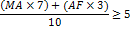 ((MA × 7) + (AF × 3)) / 10 ≥ 5